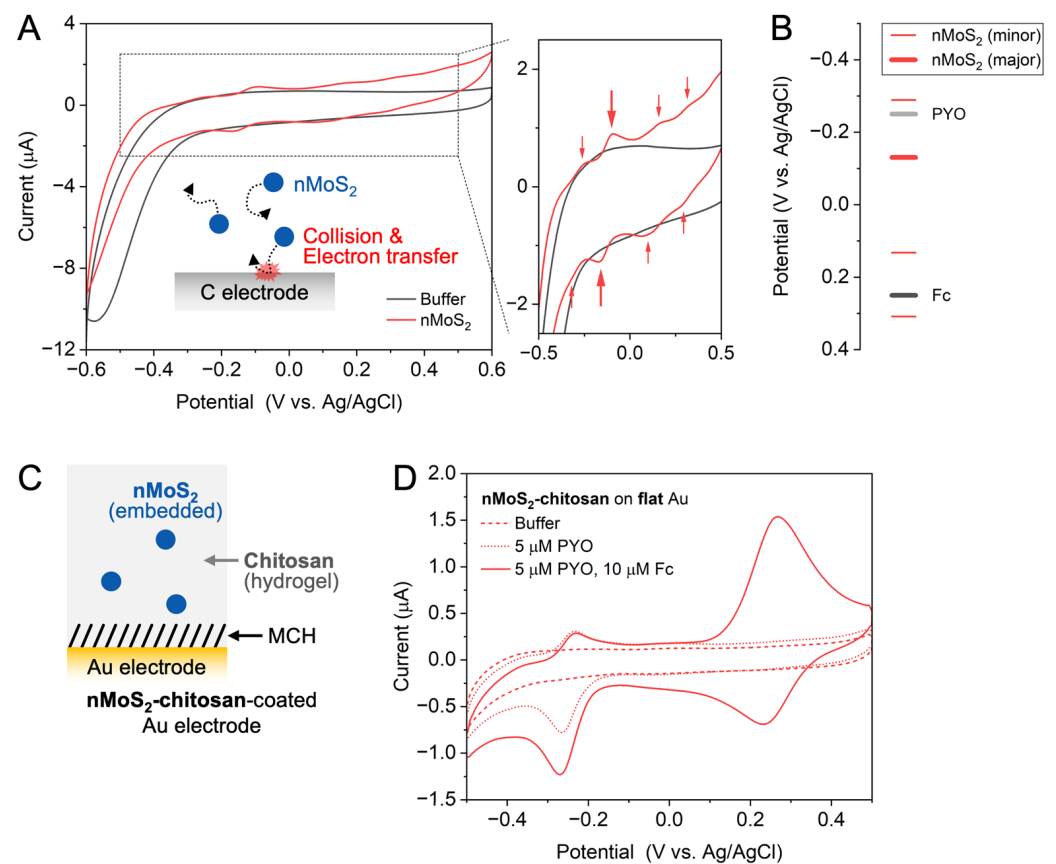 A
4
0
−4
−8
−12
Current (μA)
−0.6
−0.4
−0.2
0.0
0.2
0.4
0.6
Potential (V vs. Ag/AgCl)
nMoS2
Collision &
Electron transfer
C electrode
Buffer
nMoS2
2
0
−2
−0.5
0.0
0.5
B
−0.4
−0.2
0.0
0.2
0.4
Potential (V vs. Ag/AgCl)
nMoS2 (minor)
nMoS2 (major)
PYO
Fc
C
nMoS2
(embedded)
Chitosan
(hydrogel)
MCH
Au electrode
nMoS2-chitosan-coated
Au electrode
D
2.0
1.5
1.0
0.5
0.0
−0.5
−1.0
−1.5
Current (μA)
nMoS2-chitosan on flat Au
Buffer
5 μM PYO
5 μM PYO, 10 μM Fc
−0.4
−0.2
0.0
0.2
0.4
Potential (V vs. Ag/AgCl)